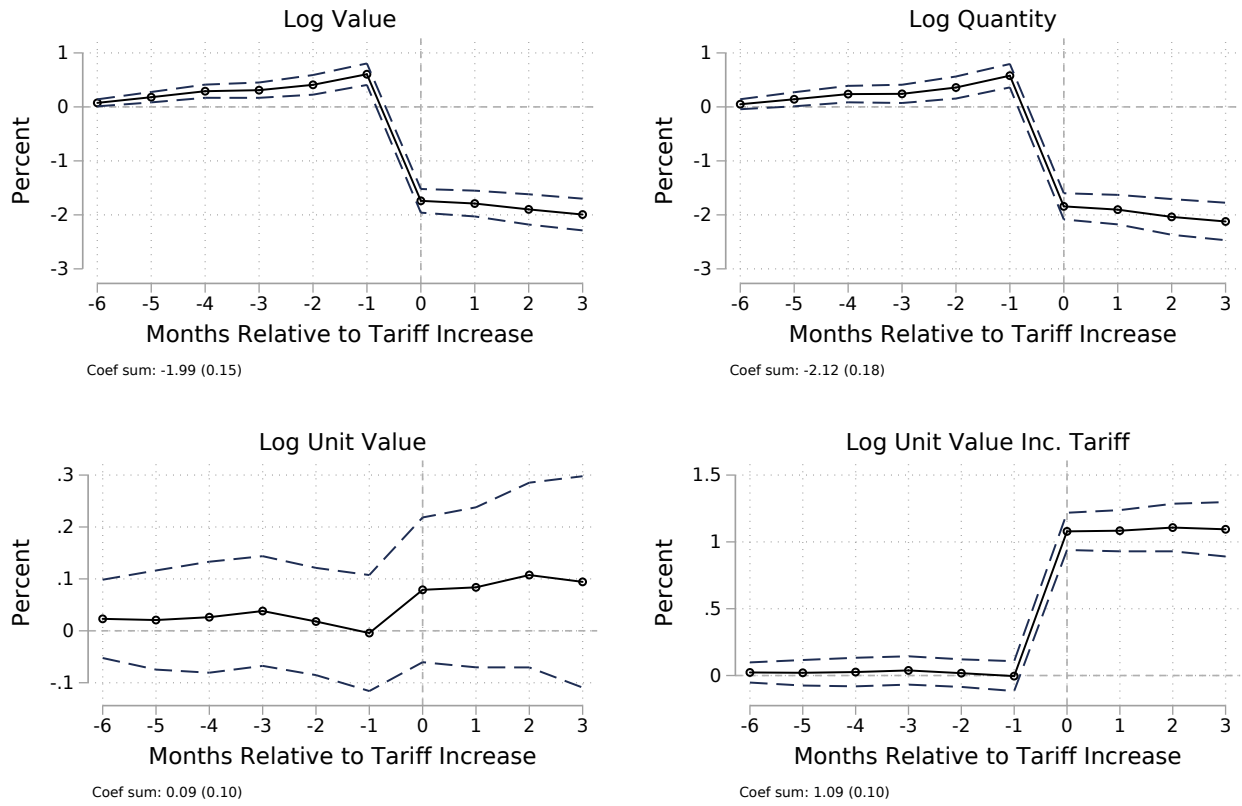 Log Value
Percent
1
0
-1
-2
-3
-6 -5 -4 -3 -2 -1 0 1 2 3
Months Relative to Tariff Increase
Coef sum: -1.99 (0.15)
Log Quantity
Percent
1
0
-1
-2
-3
-6 -5 -4 -3 -2 -1 0 1 2 3
Months Relative to Tariff Increase
Coef sum: -2.12 (0.18)
Log Unit Value
Percent
.3
.2
.1
0
-.1
-6 -5 -4 -3 -2 -1 0 1 2 3
Months Relative to Tariff Increase
Coef sum: 0.09 (0.10)
Log Unit Value Inc. Tariff
Percent
1.5
1
.5
0
-6 -5 -4 -3 -2 -1 0 1 2 3
Months Relative to Tariff Increase
Coef sum: 1.09 (0.10)